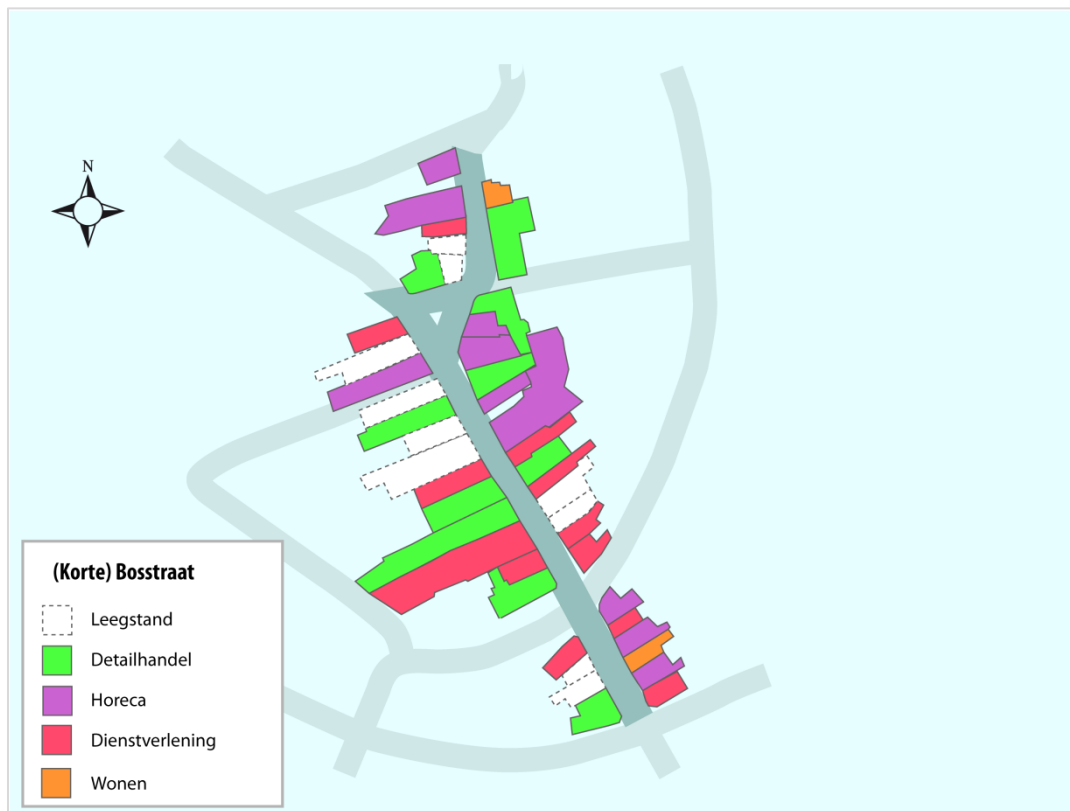 N
(Korte) Bosstraat
Leegstand
Detailhandel
Horeca
Dienstverlening
Wonen